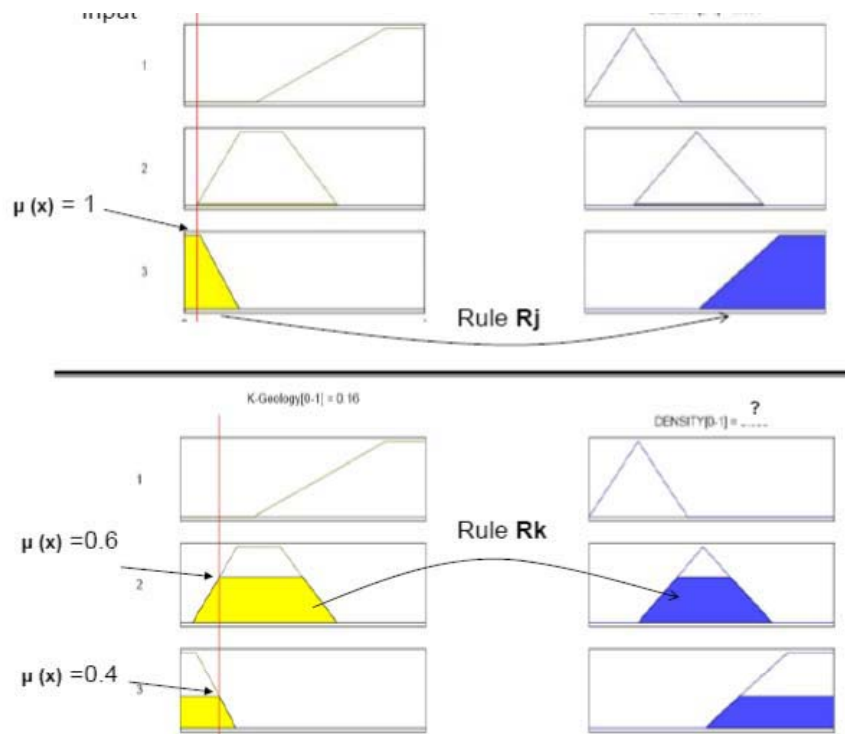 Input
1
2
μ (x) = 1
3
Rule Rj
K-Geology[0-1] = 0.16
?
DENSITY[0-1] =
1
Rule Rk
μ (x) =0.6
2
μ (x) =0.4
3